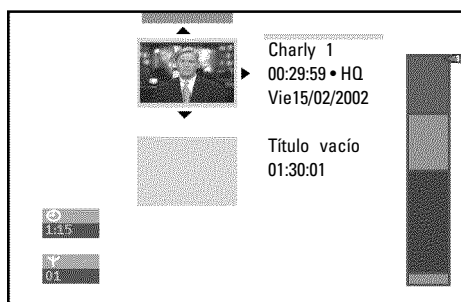 Charly 1
00:29:59 • HQ
Vie15/02/2002
Título vacío
01:30:01
1:15
01